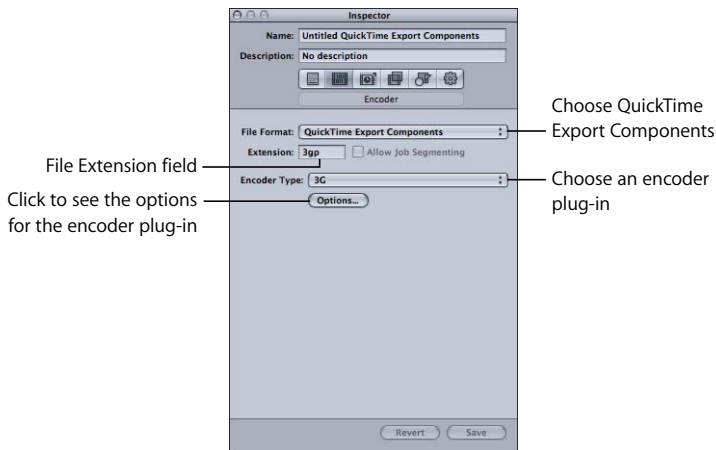 Inspector
Name: Untitled QuickTime Export Components
Description: No description
Encoder
File Format: QuickTime Export Components
Choose QuickTime
Export Components
Extension: 3gp Allow Job Segmenting
File Extension field
Encoder Type: 3G
Choose an encoder
plug-in
Click to see the options
for the encoder plug-in
Options...
Revert Save